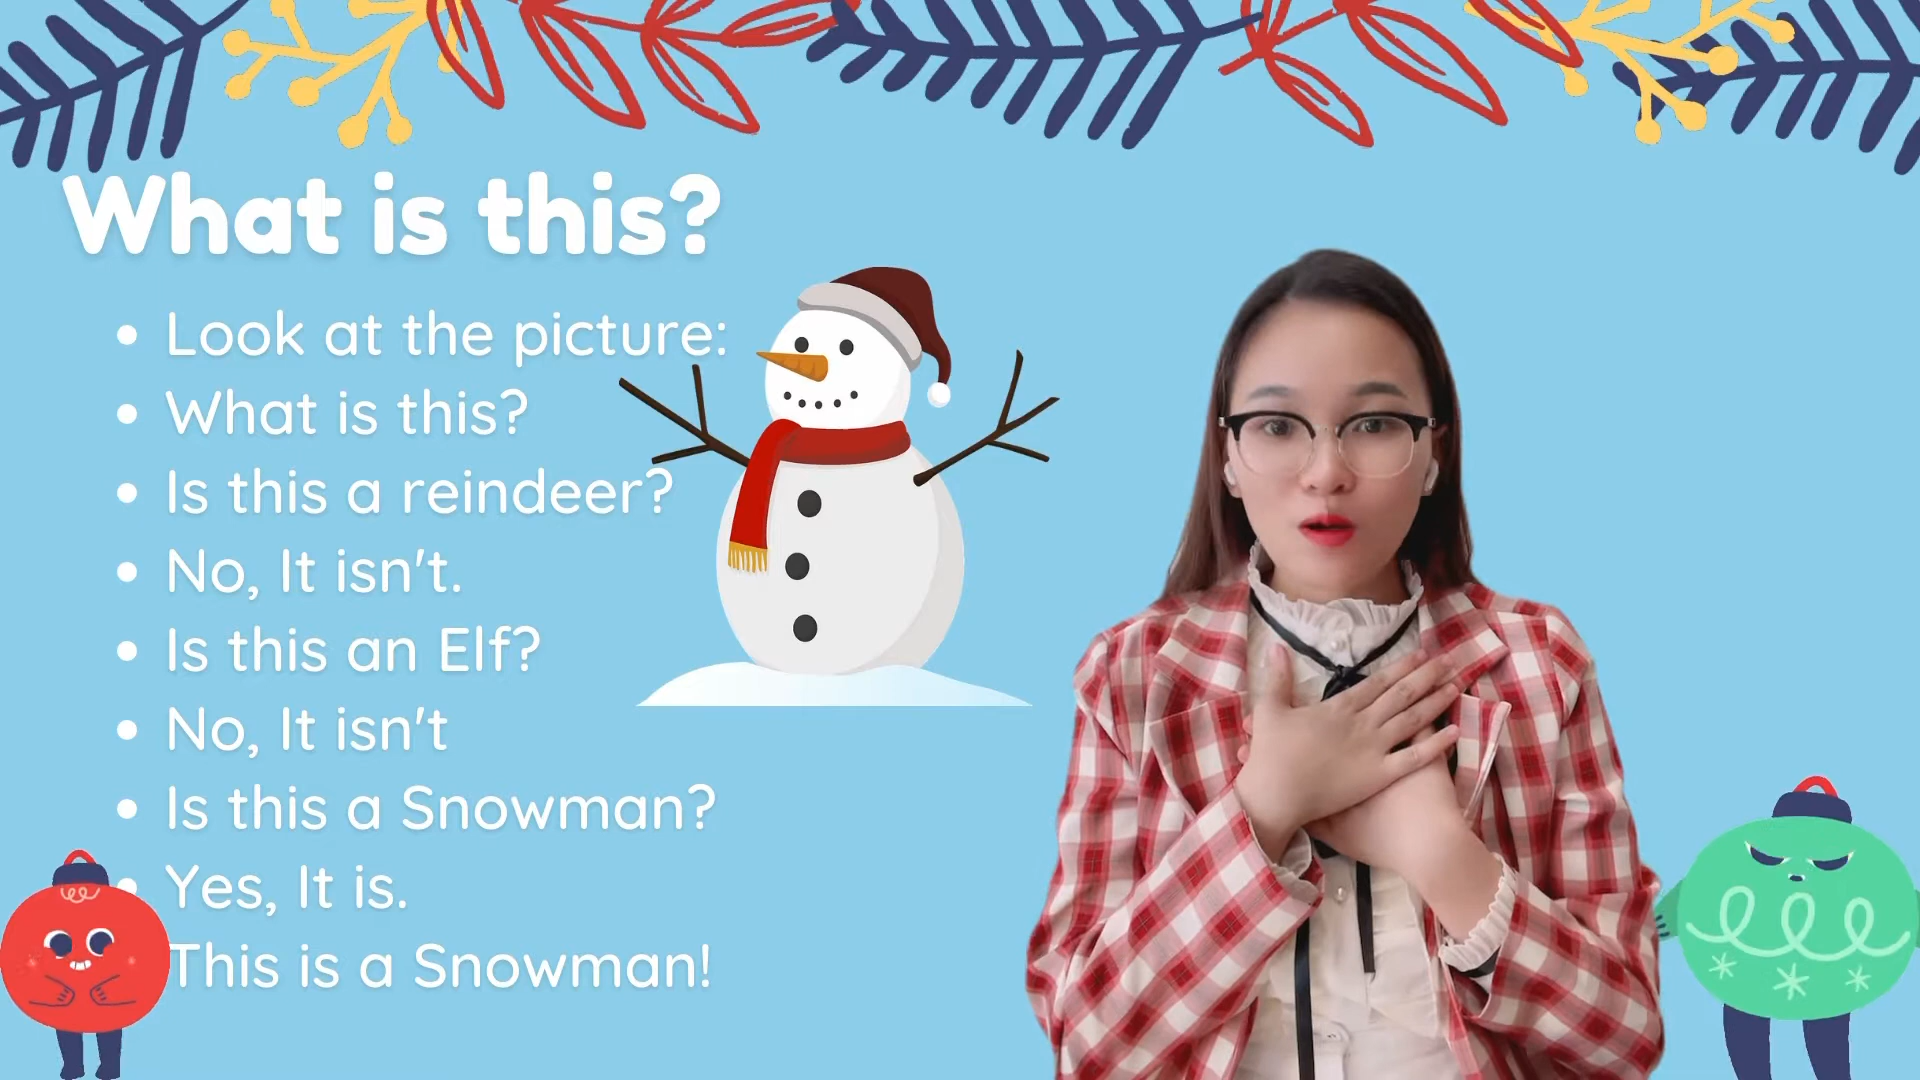 What is this?
Look at the picture:
What is this?
Is this a reindeer?
No, It isn't.
Is this an Elf?
No, It isn't
Is this a Snowman?
Yes, It is.
This is a Snowman!